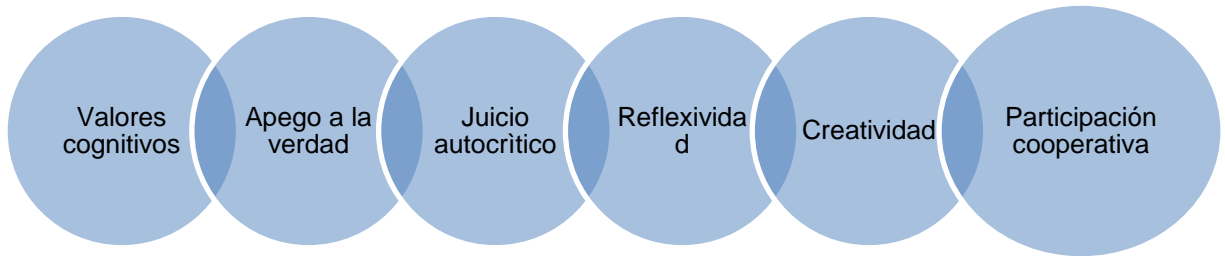 Valores
cognitivos
Apego a la
verdad
Juicio
autocrìtico
Reflexivida
d
Creatividad
Participación
cooperativa